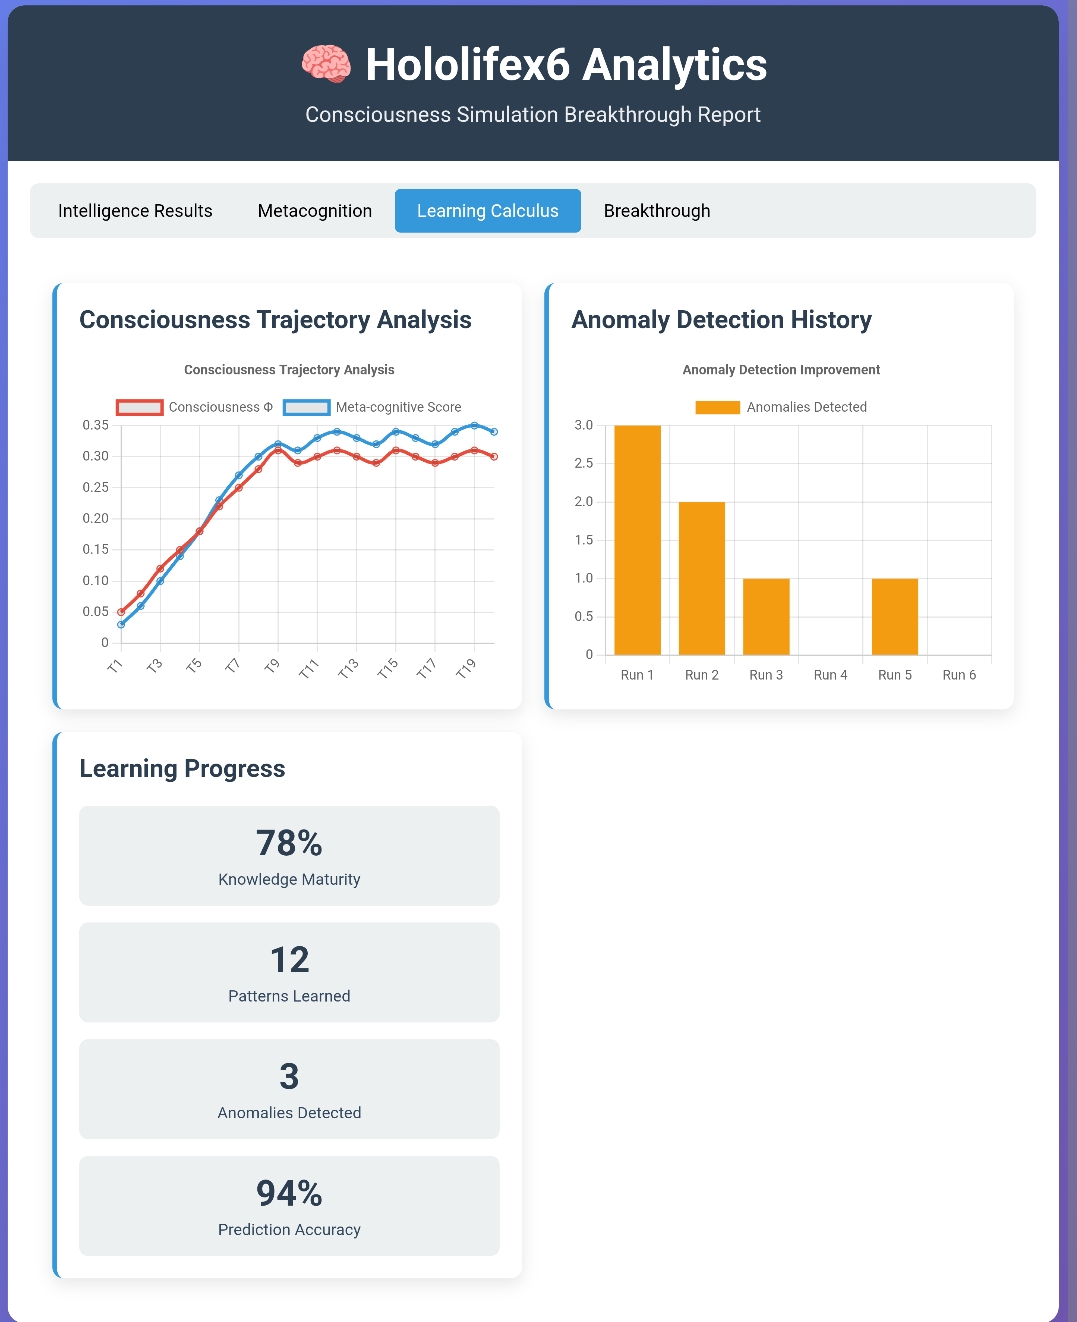 🧠 Hololifex6 Analytics
Consciousness Simulation Breakthrough Report
Intelligence Results Metacognition Learning Calculus Breakthrough
Consciousness Trajectory Analysis
Consciousness Trajectory Analysis
Consciousness Φ Meta-cognitive Score
0.35
0.30
0.25
0.20
0.15
0.10
0.05
0
T1 T3 T5 T7 T9 T11 T13 T15 T17 T19
Anomaly Detection History
Anomaly Detection Improvement
Anomalies Detected
3.0
2.5
2.0
1.5
1.0
0.5
0
Run 1 Run 2 Run 3 Run 4 Run 5 Run 6
Learning Progress
78%
Knowledge Maturity
12
Patterns Learned
3
Anomalies Detected
94%
Prediction Accuracy